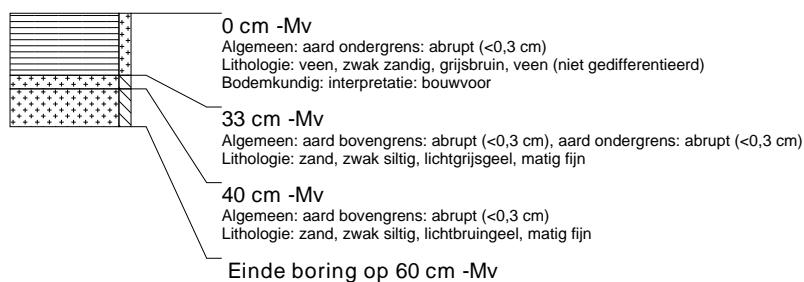 0 cm -Mv
Algemeen: aard ondergrens: abrupt (<0,3 cm)
Lithologie: veen, zwak zandig, grijsbruin, veen (niet gedifferentieerd)
Bodemkundig: interpretatie: bouwvoor
33 cm -Mv
Algemeen: aard bovengrens: abrupt (<0,3 cm), aard ondergrens: abrupt (<0,3 cm)
Lithologie: zand, zwak siltig, lichtgrijsgeel, matig fijn
40 cm -Mv
Algemeen: aard bovengrens: abrupt (<0,3 cm)
Lithologie: zand, zwak siltig, lichtbruingeel, matig fijn
Einde boring op 60 cm -Mv